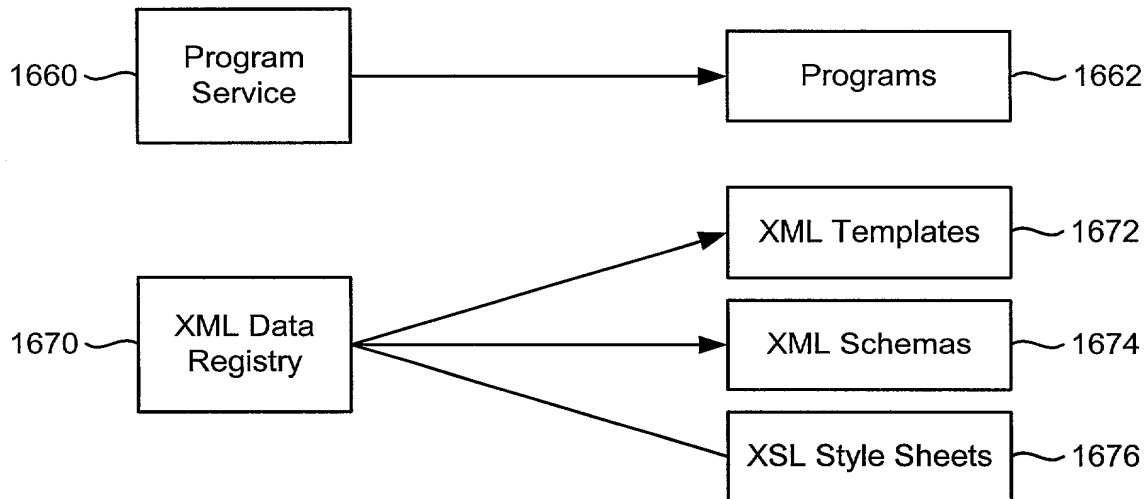 1660
Program
Service
Programs
1662
XML Templates
1672
1670
XML Data
Registry
XML Schemas
1674
XSL Style Sheets
1676